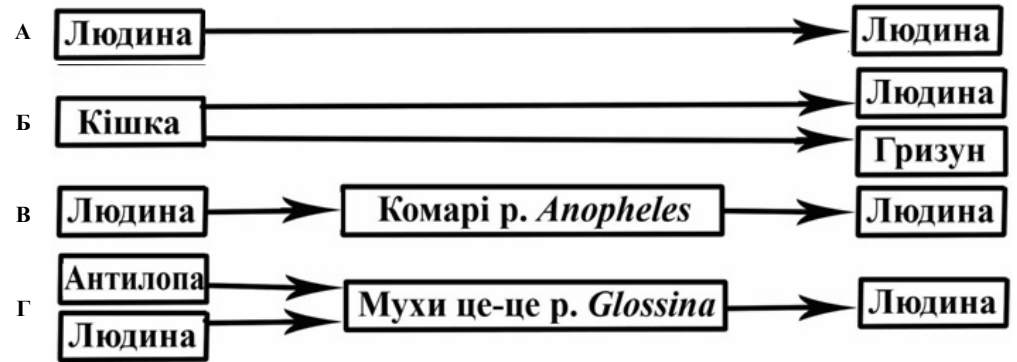 А Людина Людина
Людина
Б Кішка
Гризун
В Людина Комарі р. Anopheles Людина
Антилопа
Г Мухи це-це р. Glossina Людина
Людина